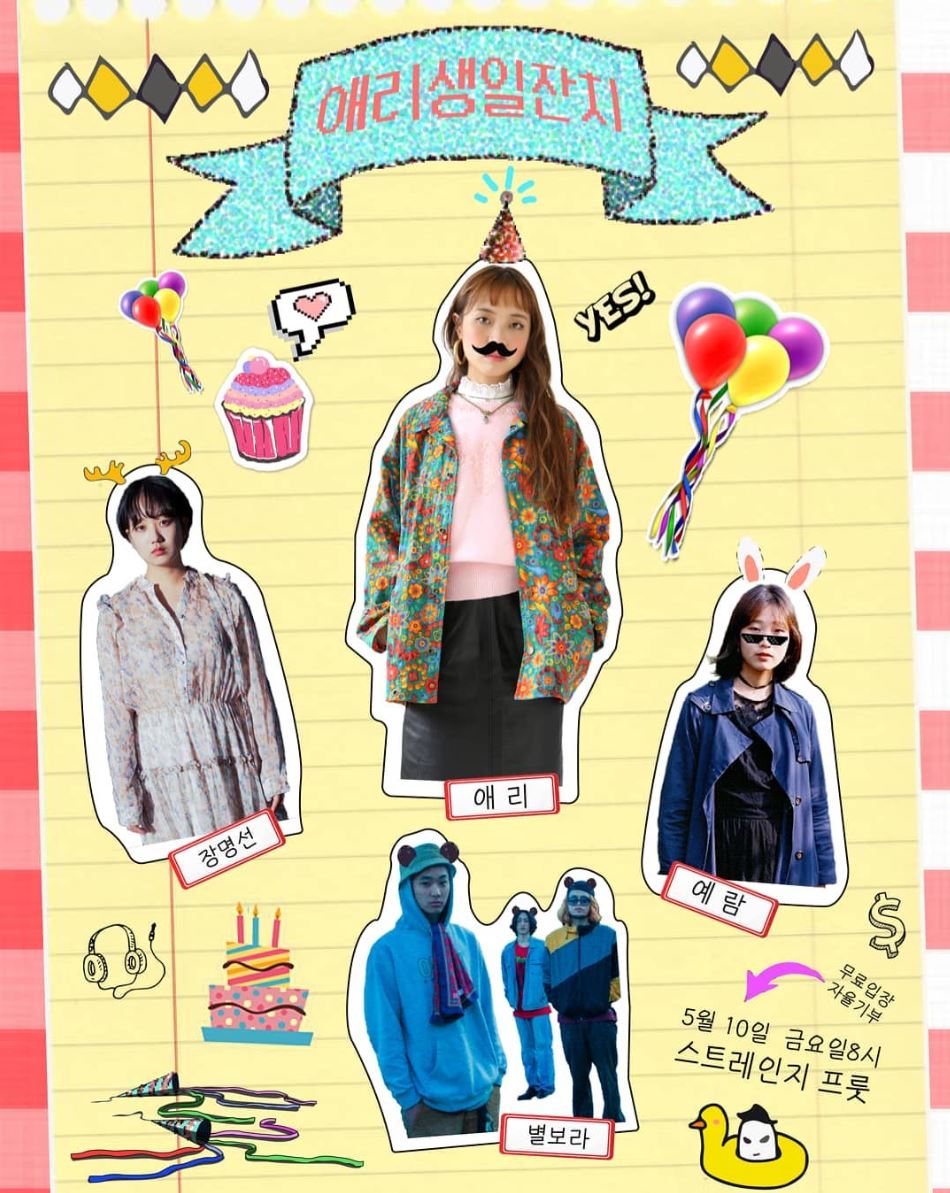 애리생일잔치
YES!
애 리
장명선
예 람
별보라
$
무료입장
자율기부
5월 10일 금요일8시
스트레인지 프룻